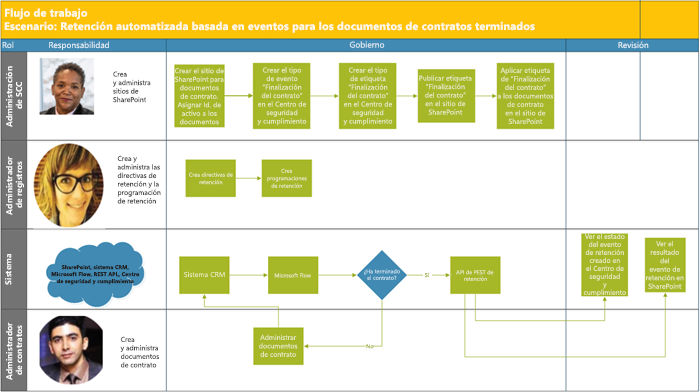 Flujo de trabajo
Escenario: Retención automatizada basada en eventos para los documentos de contratos terminados
Rol
Responsabilidad
Gobierno
Revisión
Administración
de SCC
Crea
y administra
sitios de
SharePoint
Crear el sitio de
SharePoint para
documentos de
contrato.
Asignar id. de
activo a los
documentos
Crear el tipo
de evento
"Finalización
del contrato"
en el Centro de
seguridad
y cumplimiento
Crear el tipo
de etiqueta
"Finalización
del contrato"
en el Centro de
seguridad
y cumplimiento
Publicar etiqueta
"Finalización
del contrato"
en el sitio de
SharePoint
Aplicar etiqueta
de "Finalización
del contrato"
a los documentos
de contrato
en el sitio de
SharePoint
Administrador
de registros
Crea y
administra las
directivas de
retención y la
programación
de retención
Crea directivas de
retención
Crea
programaciones
de retención
Sistema
SharePoint, sistema CRM,
Microsoft Flow, REST API, Centro
de seguridad y cumplimiento
Sistema CRM
Microsoft Flow
¿Ha terminado
el contrato?
Sí
API de PEST de
retención
Ver el estado
del evento
de retención
creado en
el Centro de
seguridad
y
cumplimiento
Ver el
resultado
del
evento de
retención en
SharePoint
Administrador
de contratos
Crea
y administra
documentos
de contrato
Administrar
documentos
de contrato
No